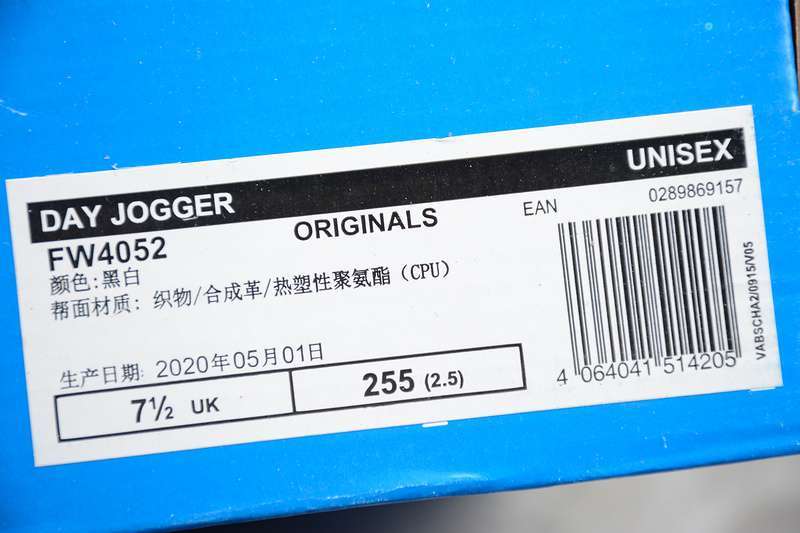 DAY JOGGER
UNISEX
FW4052
ORIGINALS
EAN
0289869157
颜色:黑白
帮面材质: 织物/合成革/热塑性聚氨酯(CPU)
生产日期: 2020年05月01日
7½ UK
255 (2.5)
4 064041 514205
VABSCHA2/0915/V05